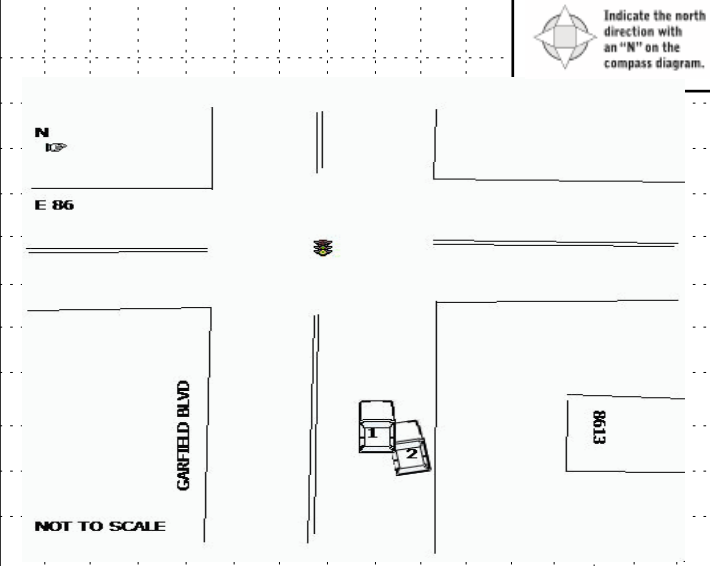 Indicate the north
direction with
an "N" on the
compass diagram.
N
E 86
GARFIELD BLVD
1
2
8613
NOT TO SCALE